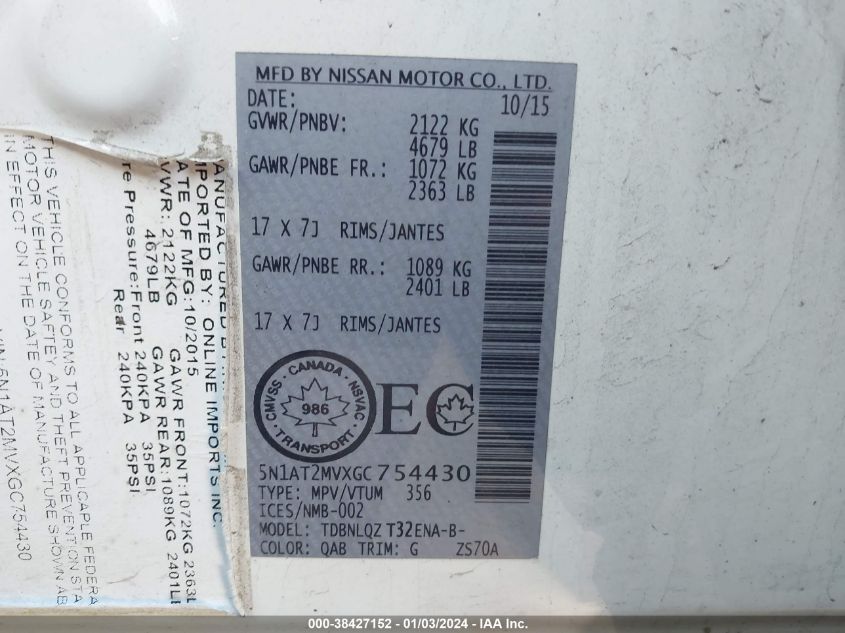 MFD BY NISSAN MOTOR CO., LTD.
DATE: 10/15
GVWR/PNBV: 2122 KG
4679 LB
GAWR/PNBE FR.: 1072 KG
2363 LB
17 X 7J RIMS/JANTES
GAWR/PNBE RR.: 1089 KG
2401 LB
17 X 7J RIMS/JANTES
CANADA
CMVSS 986 NSVAC
TRANSPORT
EC
5N1AT2MVXGC754430
TYPE: MPV/VTUM 356
ICES/NMB-002
MODEL: TDBNLQZ T32ENA-B-
COLOR: QAB TRIM: G ZS70A
ANUFACTURED
MPORTED BY: ONLINE IMPORTS INC.
ATE OF MFG:10/2015
VWR: 2122KG GAWR FRONT:1072KG 2363L
4679LB GAWR REAR:1089KG 2401LB
re Pressure:Front 240KPA 35PSI
Rear 240KPA 35PSI
THIS VEHICLE CONFORMS TO ALL APPLICAPLE FEDERA
MOTOR VEHICLE SAFTEY AND THEFT PREVENTION STA
IN EFFECT ON THE DATE OF MANUFACTURE SHOWN AB
VIN:5N1AT2MVXGC754430
000-38427152 - 01/03/2024 - IAA Inc.